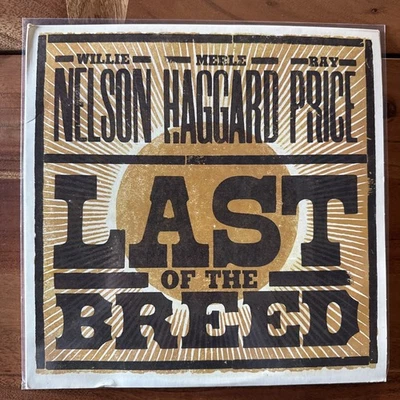 WILLIE MERLE RAY
NELSON HAGGARD PRICE
LAST
OF THE
BREED